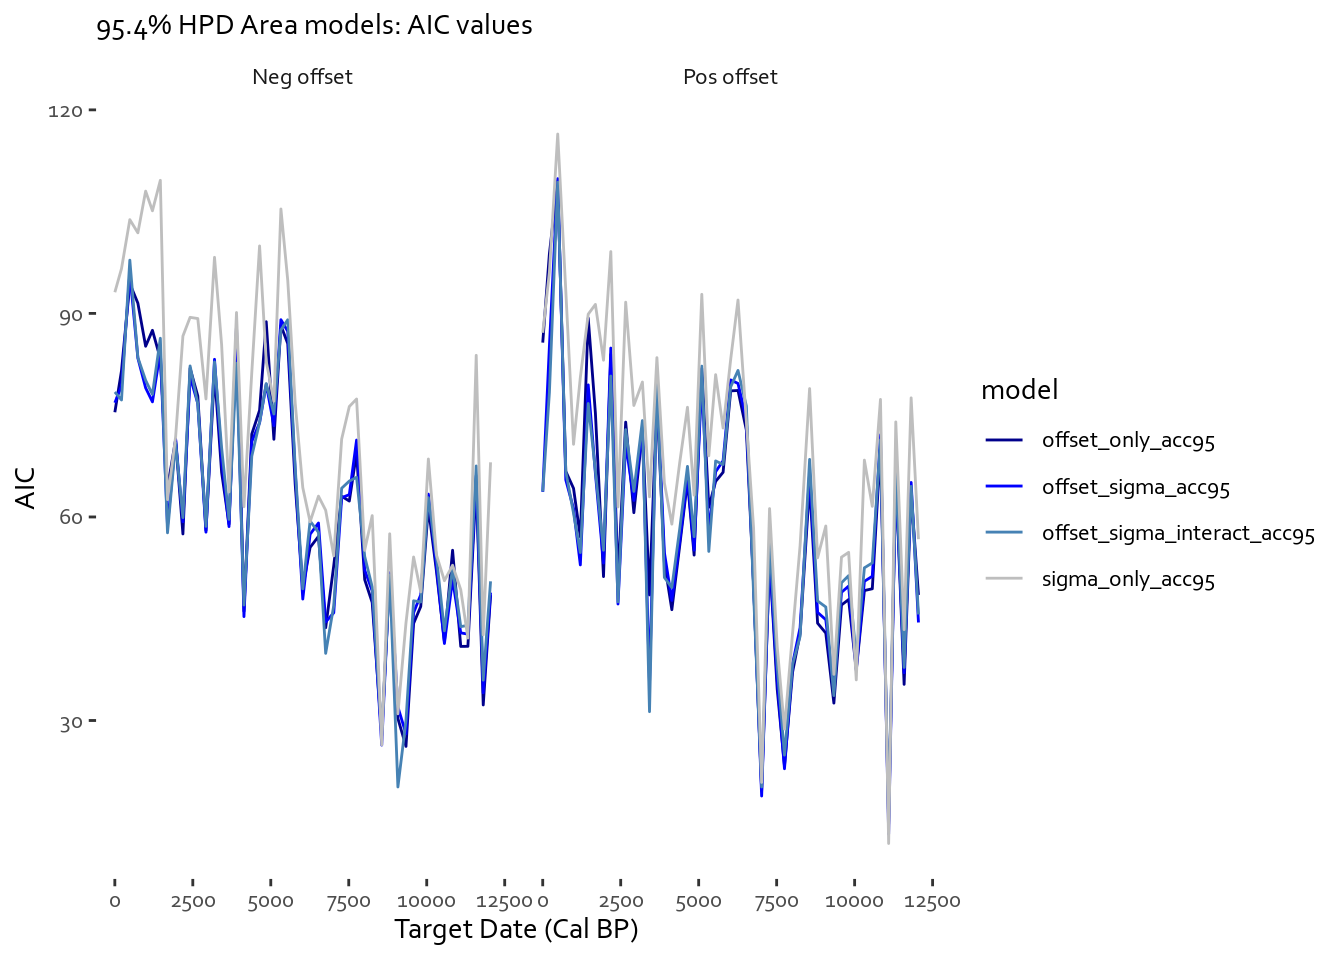 95.4% HPD Area models: AIC values
Neg offset
Pos offset
120
90
60
30
AIC
0 2500 5000 7500 10000 12500
0 2500 5000 7500 10000 12500
Target Date (Cal BP)
model
offset_only_acc95
offset_sigma_acc95
offset_sigma_interact_acc95
sigma_only_acc95